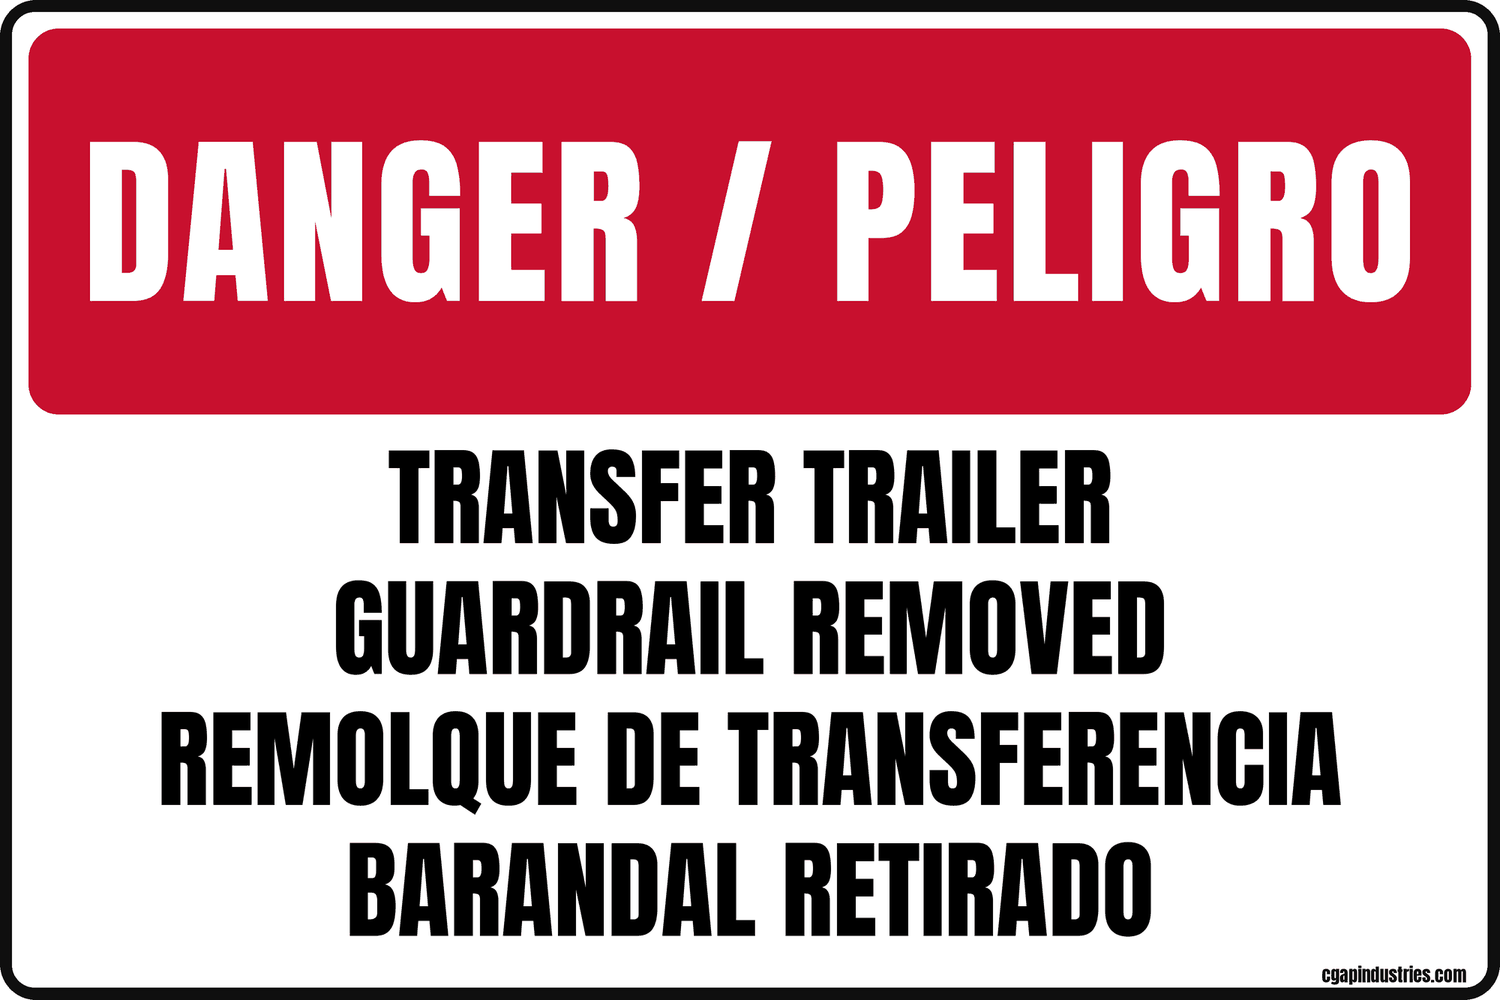 DANGER / PELIGRO
TRANSFER TRAILER
GUARDRAIL REMOVED
REMOLQUE DE TRANSFERENCIA
BARANDAL RETIRADO
cgapindustries.com